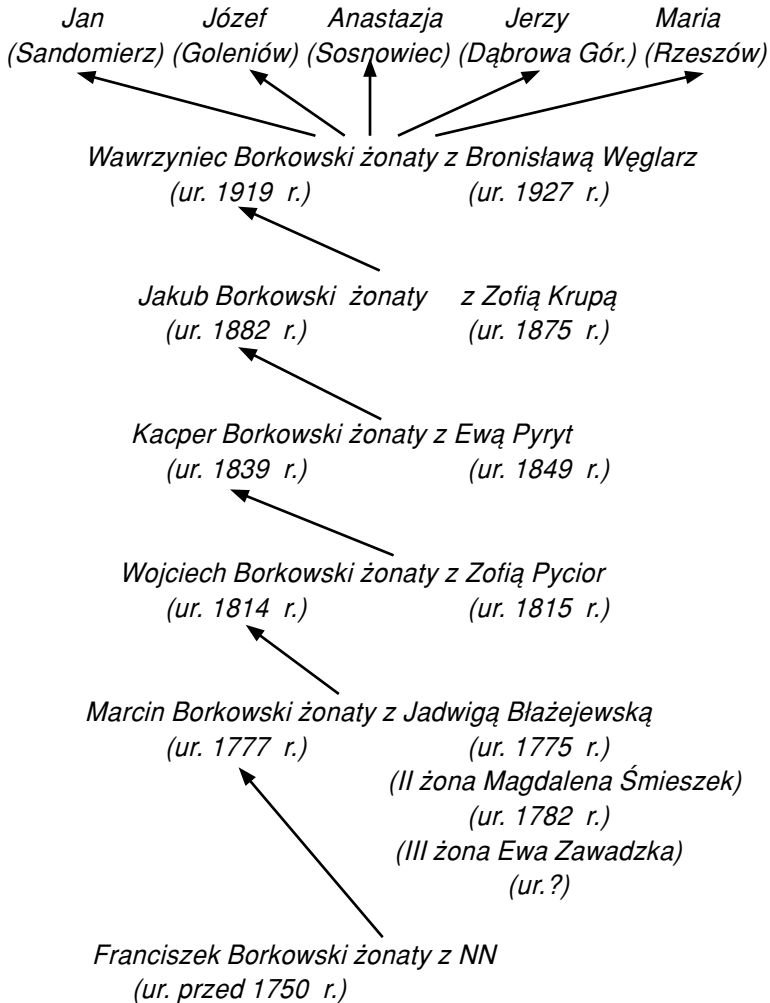 Jan Józef Anastazja Jerzy Maria
(Sandomierz) (Goleniów) (Sosnowiec) (Dąbrowa Gór.) (Rzeszów)
Wawrzyniec Borkowski żonaty z Bronisławą Węglarz
(ur. 1919 r.) (ur. 1927 r.)
Jakub Borkowski żonaty z Zofią Krupą
(ur. 1882 r.) (ur. 1875 r.)
Kacper Borkowski żonaty z Ewą Pyryt
(ur. 1839 r.) (ur. 1849 r.)
Wojciech Borkowski żonaty z Zofią Pycior
(ur. 1814 r.) (ur. 1815 r.)
Marcin Borkowski żonaty z Jadwigą Błażejewską
(ur. 1777 r.) (ur. 1775 r.)
(II żona Magdalena Śmieszek)
(ur. 1782 r.)
(III żona Ewa Zawadzka)
(ur.?)
Franciszek Borkowski żonaty z NN
(ur. przed 1750 r.)